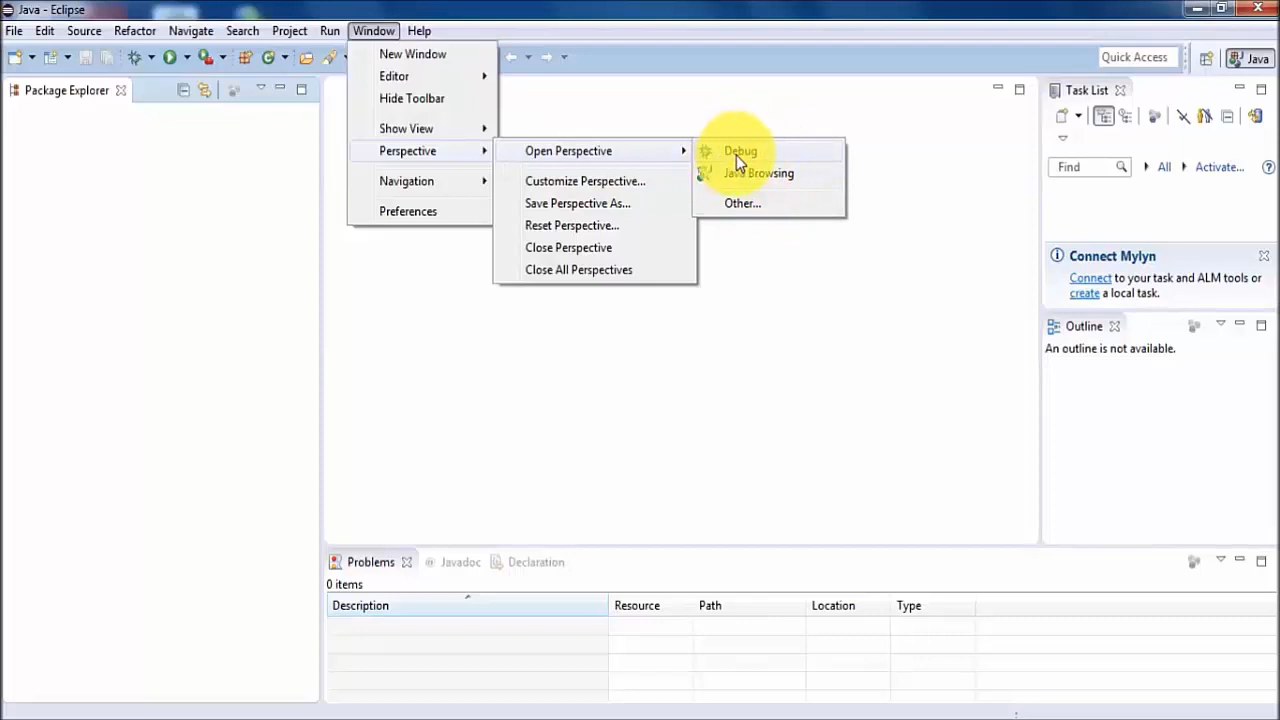 Java - Eclipse
File Edit Source Refactor Navigate Search Project Run Window Help
Quick Access
Java
Package Explorer
New Window
Editor
Hide Toolbar
Show View
Perspective
Navigation
Preferences
Open Perspective
Customize Perspective...
Save Perspective As...
Reset Perspective...
Close Perspective
Close All Perspectives
Debug
Java Browsing
Other...
Task List
Find All Activate...
Connect Mylyn
Connect to your task and ALM tools or
create a local task.
Outline
An outline is not available.
Problems @ Javadoc Declaration
0 items
Description Resource Path Location Type